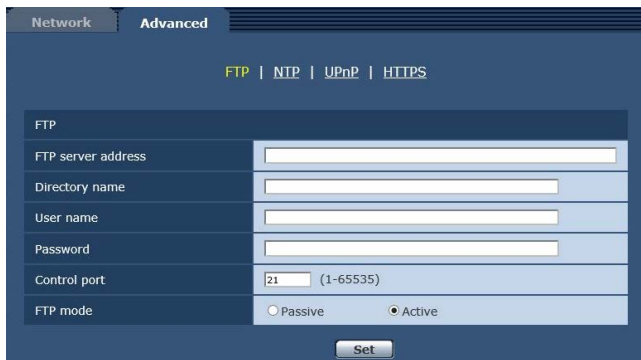 Network Advanced
FTP | NTP | UPnP | HTTPS
FTP
FTP server address
Directory name
User name
Password
Control port 21 (1-65535)
FTP mode Passive Active
Set